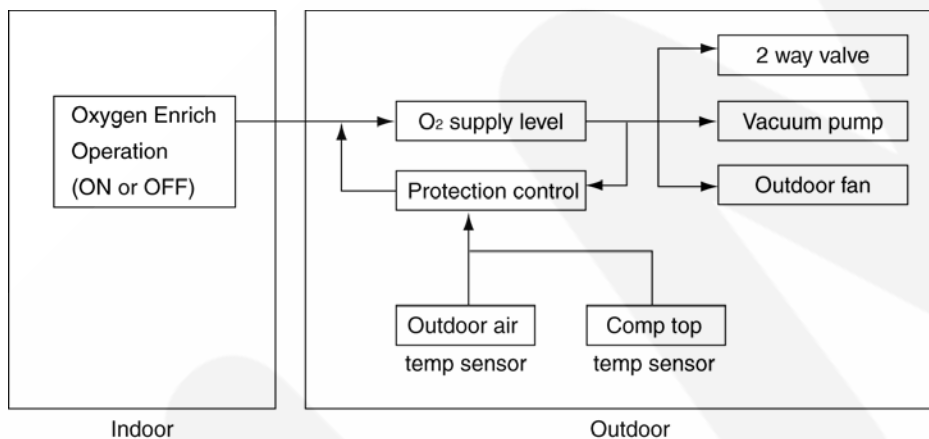 Oxygen Enrich
Operation
(ON or OFF)
O₂ supply level
Protection control
2 way valve
Vacuum pump
Outdoor fan
Outdoor air
temp sensor
Comp top
temp sensor
Indoor
Outdoor